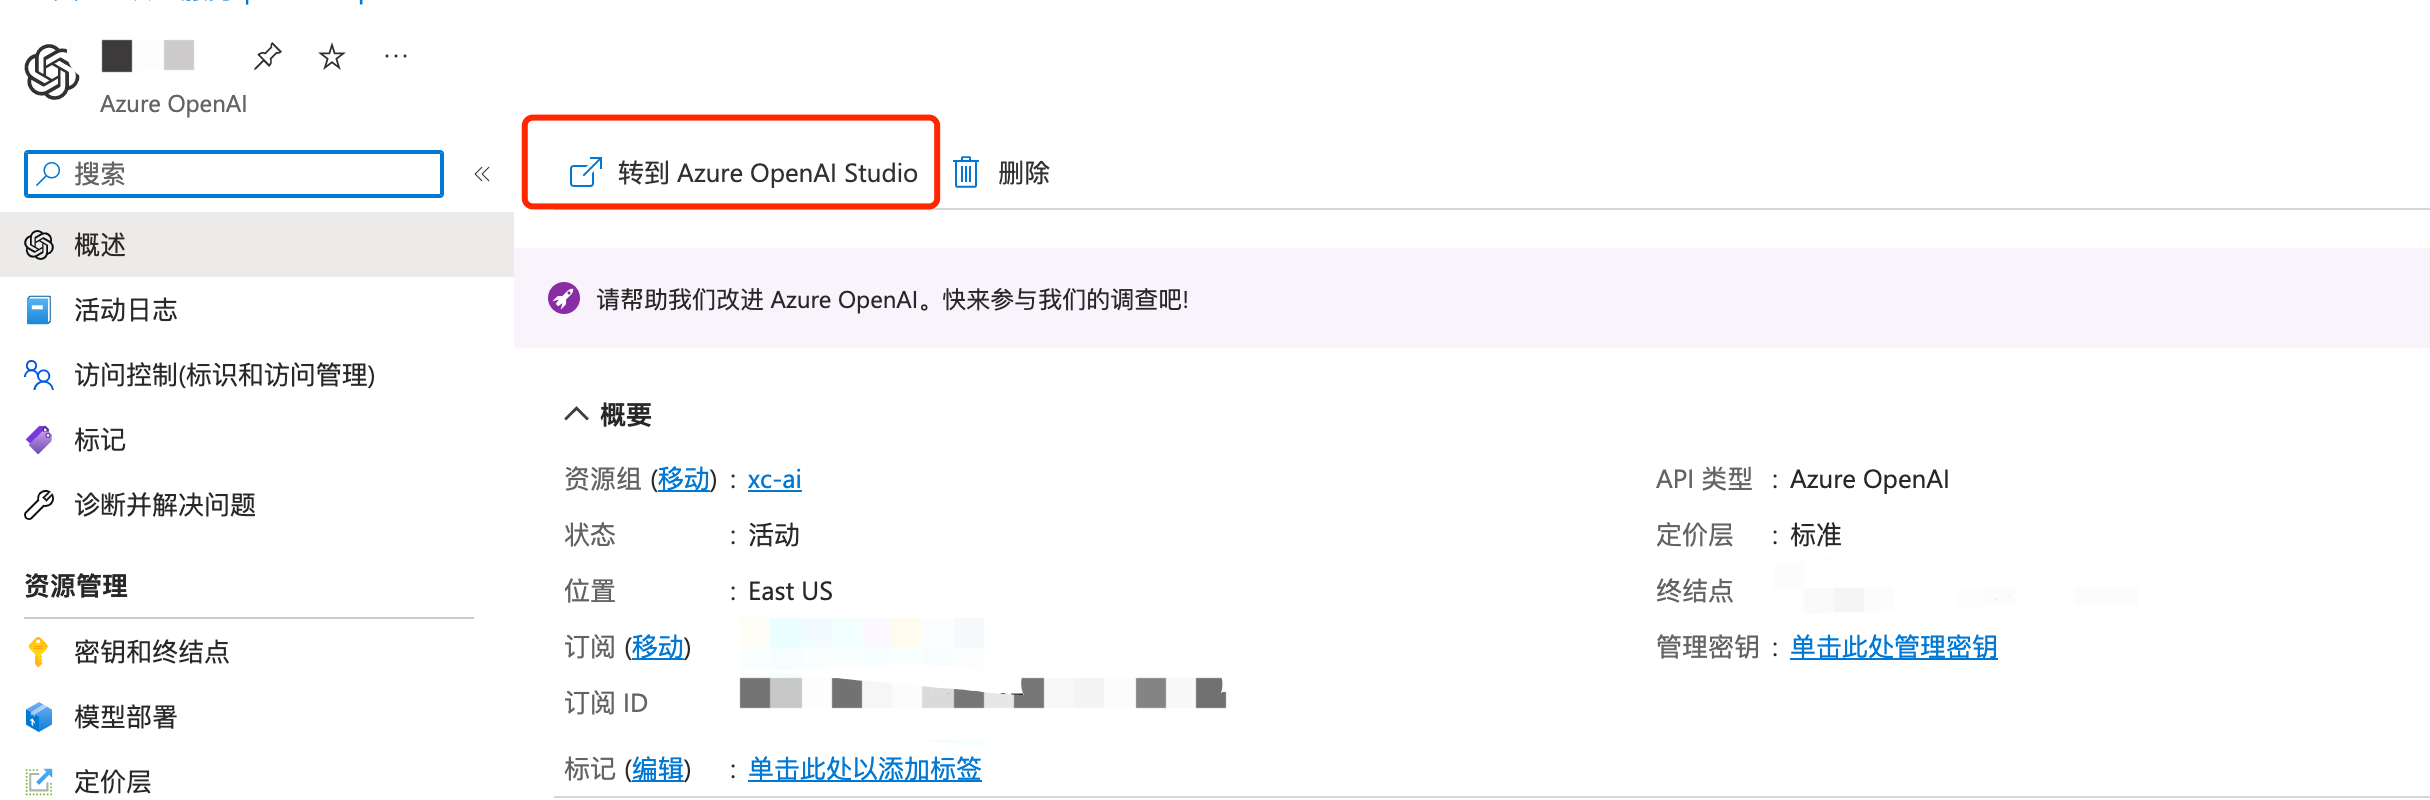 Azure OpenAI
搜索
«
转到 Azure OpenAI Studio
删除
概述
活动日志
访问控制(标识和访问管理)
标记
诊断并解决问题
资源管理
密钥和终结点
模型部署
定价层
请帮助我们改进 Azure OpenAI。快来参与我们的调查吧!
概要
资源组 (移动) : xc-ai
状态 : 活动
位置 : East US
订阅 (移动)
订阅 ID
标记 (编辑) : 单击此处以添加标签
API 类型 : Azure OpenAI
定价层 : 标准
终结点
管理密钥 : 单击此处管理密钥